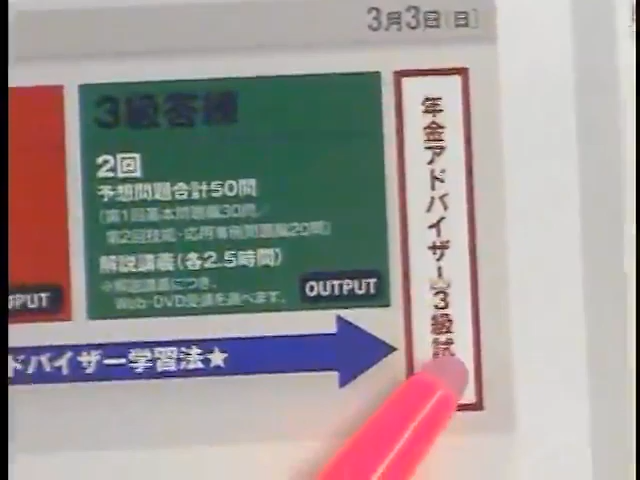 3月3日(日)
3級答練
2回
予想問題合計50問
(第1回基本問題編30問/
第2回技能・応用事例問題編20問)
解説講義(各2.5時間)
※解説講義につき、
Web・DVD受講を選べます。
OUTPUT
PUT
ドバイザー学習法★
年金アドバイザー 3級試